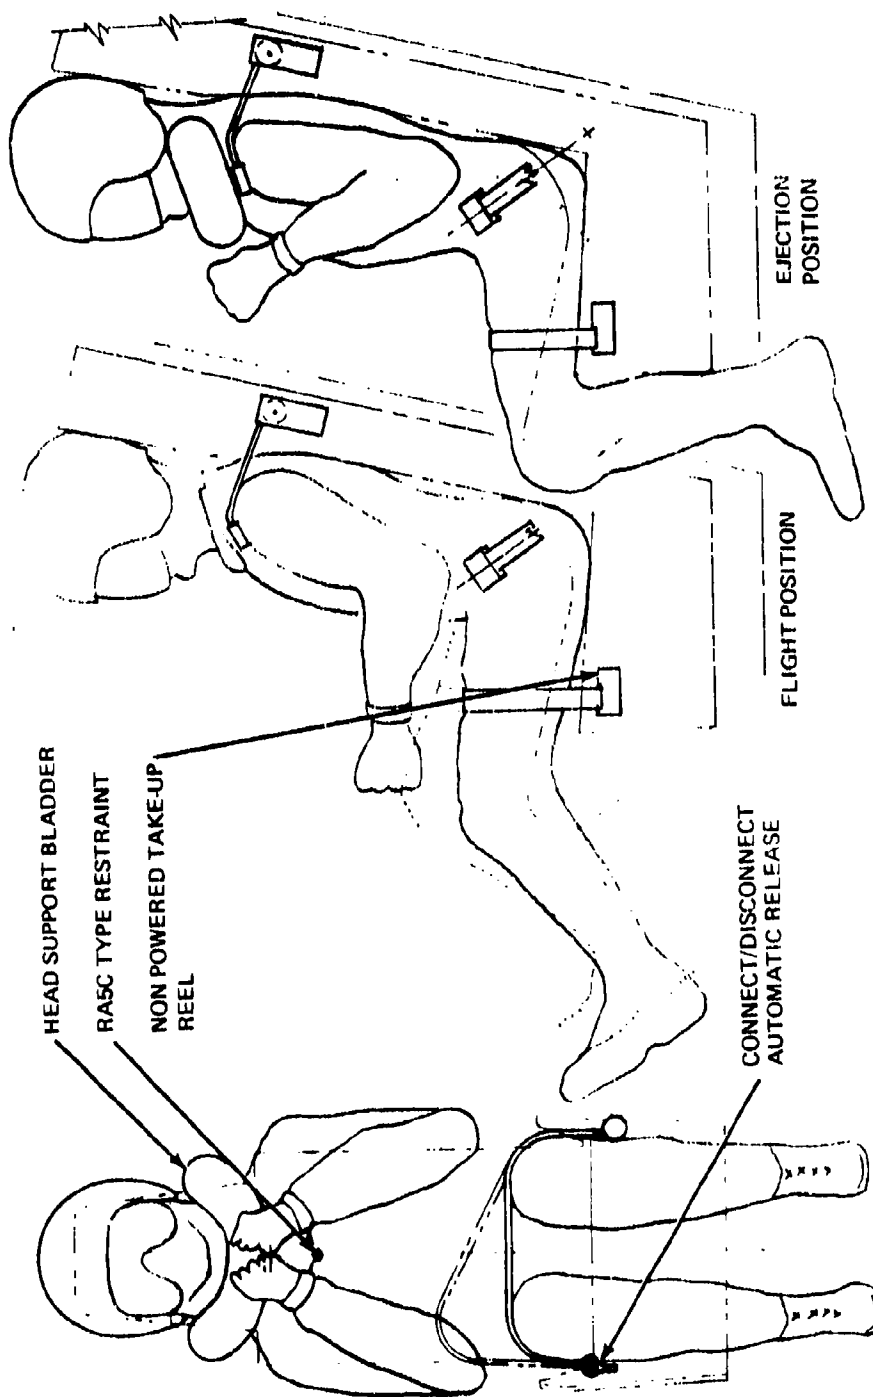 HEAD SUPPORT BLADDER
RA5C TYPE RESTRAINT
NON POWERED TAKE-UP
REEL
CONNECT/DISCONNECT
AUTOMATIC RELEASE
FLIGHT POSITION
EJECTION
POSITION